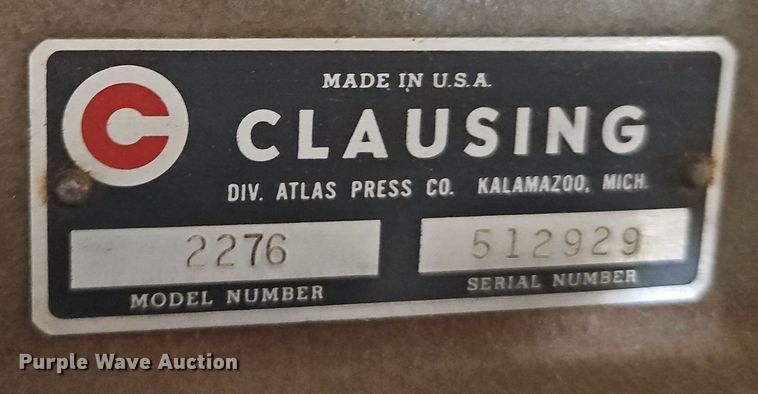 MADE IN U.S.A.
C CLAUSING
DIV. ATLAS PRESS CO. KALAMAZOO, MICH.
2276 512929
MODEL NUMBER SERIAL NUMBER
Purple Wave Auction